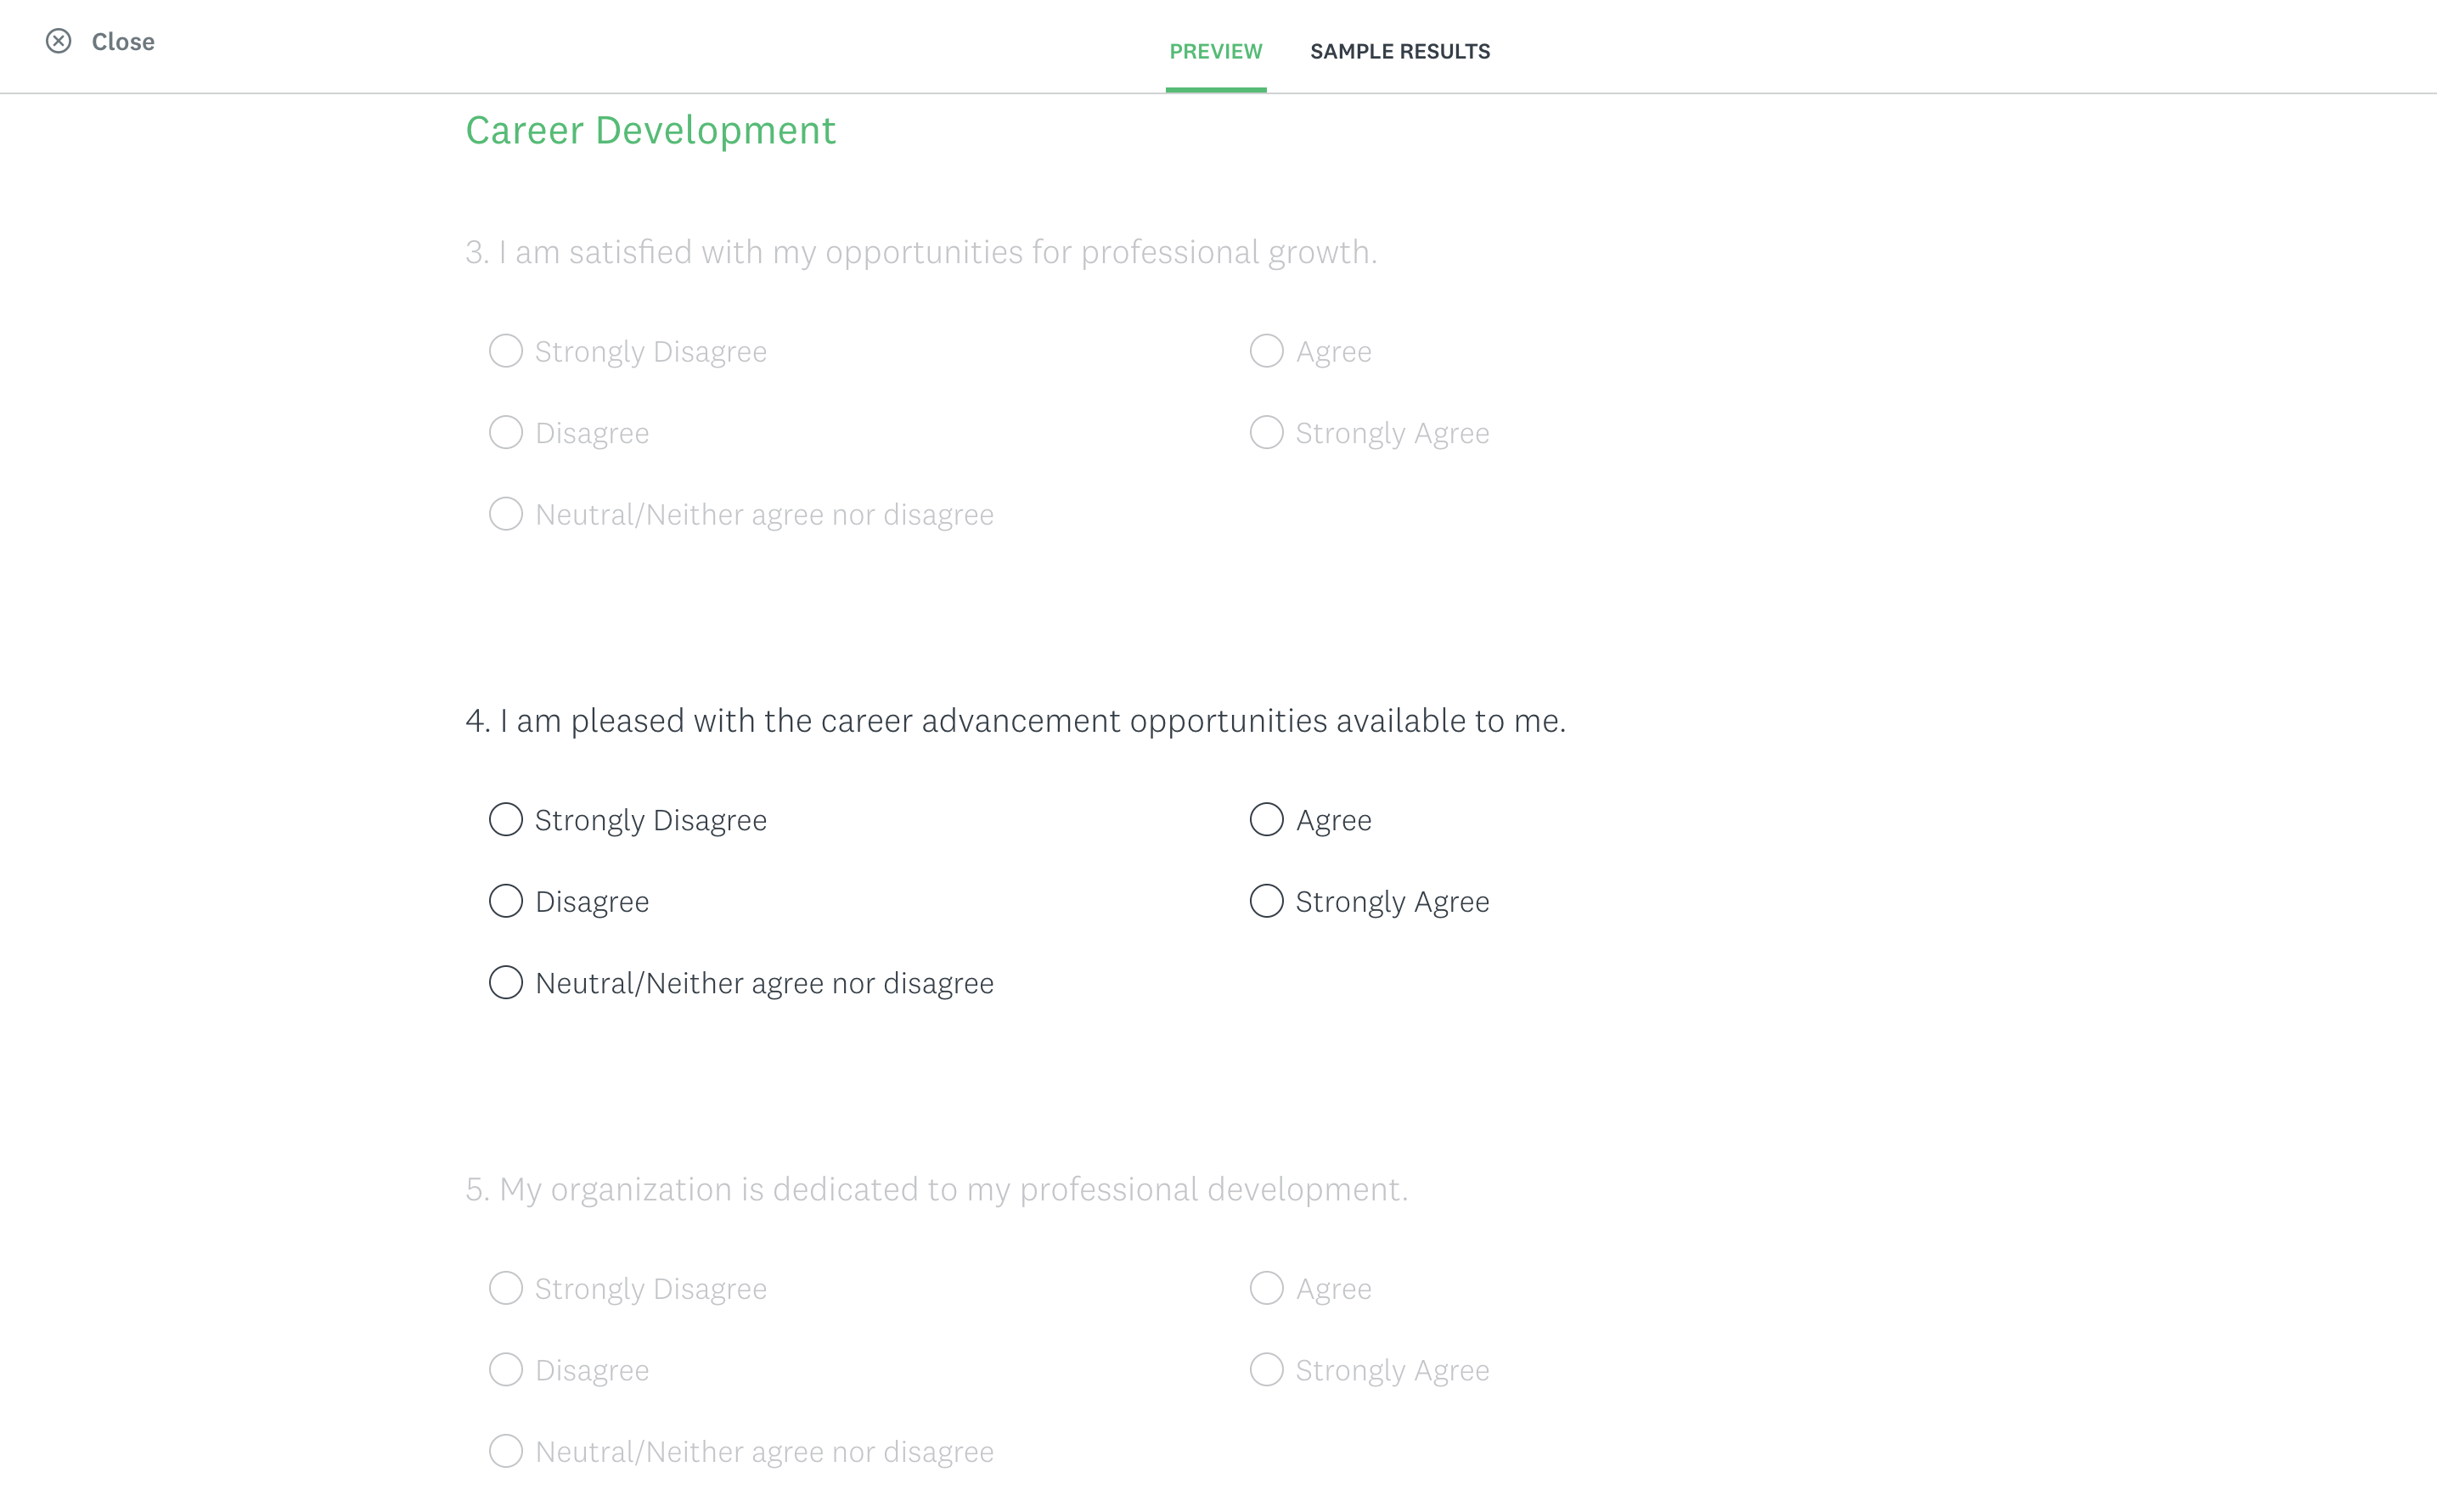 Close
PREVIEW
SAMPLE RESULTS
Career Development
3. I am satisfied with my opportunities for professional growth.
Strongly Disagree
Disagree
Neutral/Neither agree nor disagree
Agree
Strongly Agree
4. I am pleased with the career advancement opportunities available to me.
Strongly Disagree
Disagree
Neutral/Neither agree nor disagree
Agree
Strongly Agree
5. My organization is dedicated to my professional development.
Strongly Disagree
Disagree
Neutral/Neither agree nor disagree
Agree
Strongly Agree